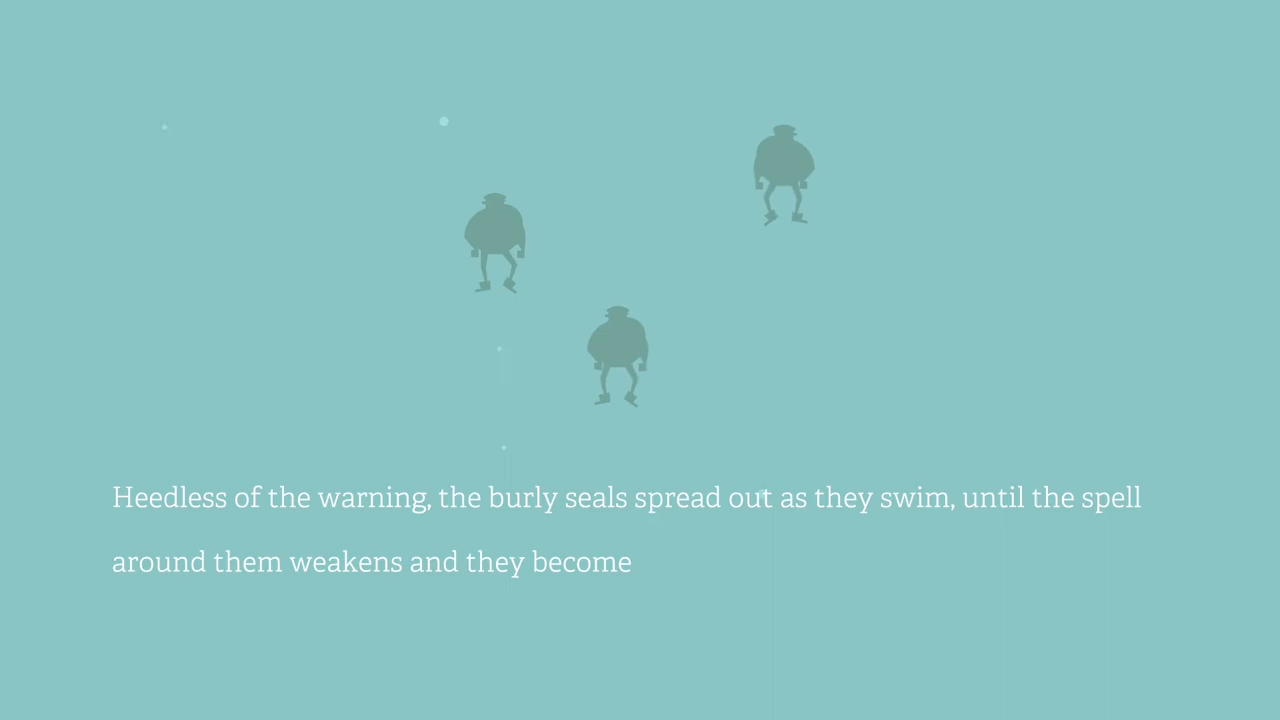 Heedless of the warning, the burly seals spread out as they swim, until the spell
around them weakens and they become